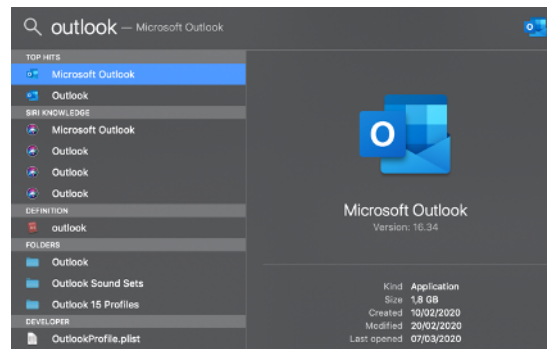 outlook — Microsoft Outlook
TOP HITS
Microsoft Outlook
Outlook
SIRI KNOWLEDGE
Microsoft Outlook
Outlook
Outlook
Outlook
DEFINITION
outlook
FOLDERS
Outlook
Outlook Sound Sets
Outlook 15 Profiles
DEVELOPER
OutlookProfile.plist
O
Microsoft Outlook
Version: 16.34
Kind Application
Size 1,8 GB
Created 10/02/2020
Modified 20/02/2020
Last opened 07/03/2020